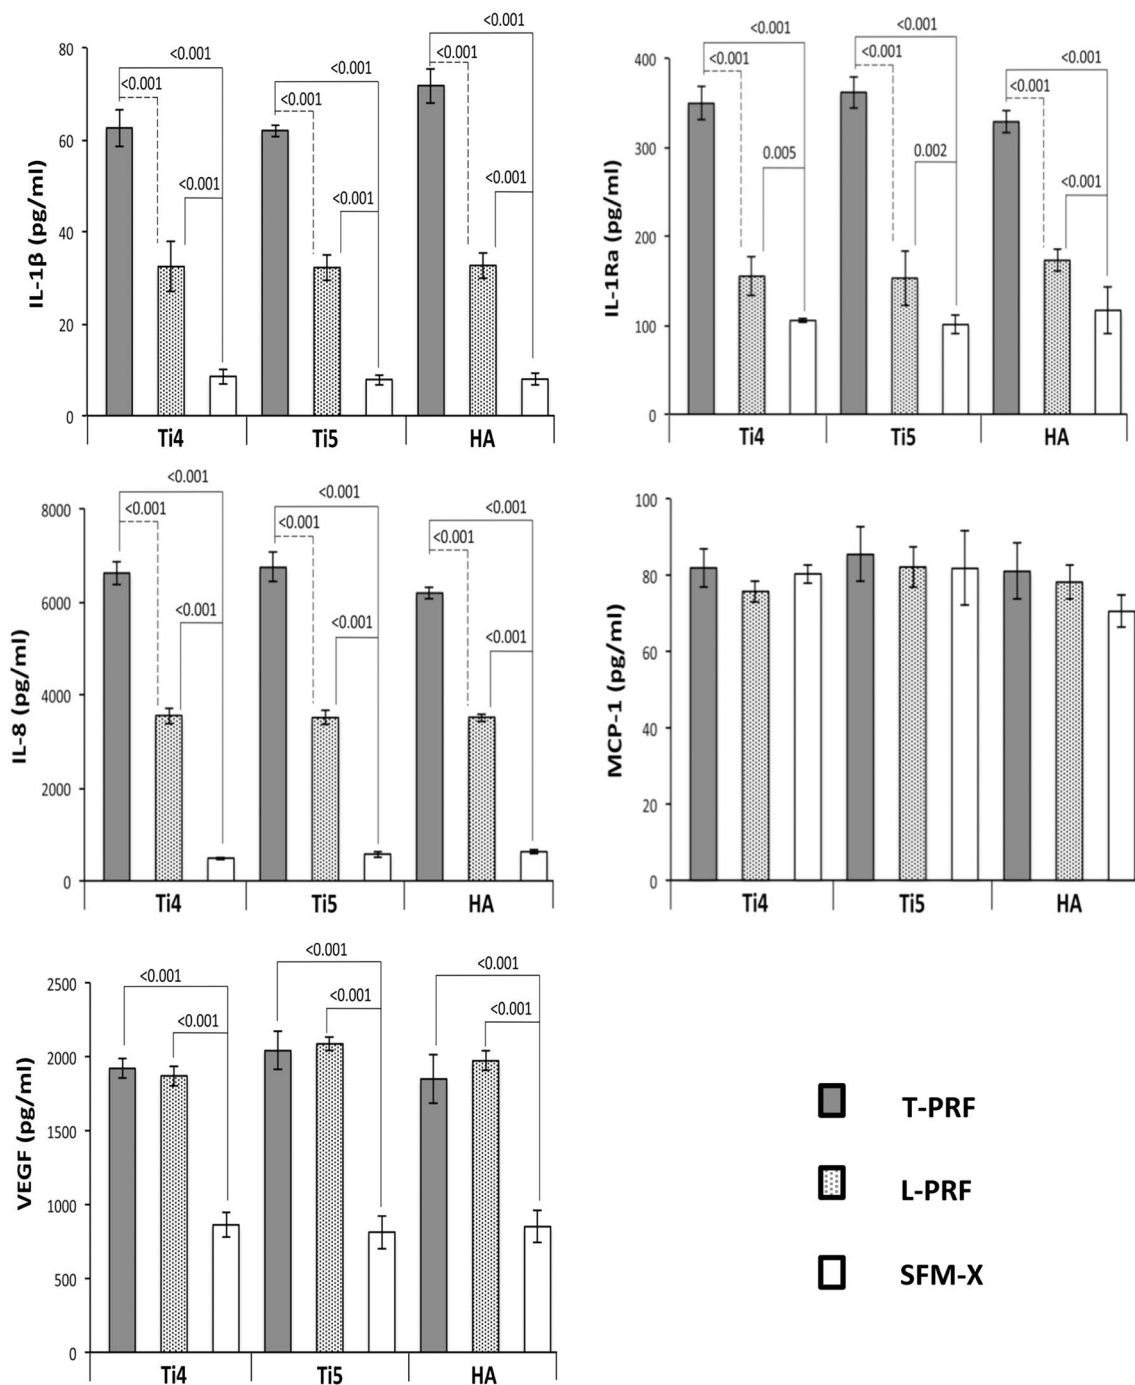 <0.001
<0.001
<0.001
<0.001
<0.001
<0.001
<0.001
<0.001
<0.001
80
60
40
20
0
IL-1β (pg/ml)
Ti4
Ti5
HA
<0.001
<0.001
<0.001
<0.001
<0.001
<0.001
0.005
0.002
<0.001
400
300
200
100
0
IL-1Ra (pg/ml)
Ti4
Ti5
HA
<0.001
<0.001
<0.001
<0.001
<0.001
<0.001
<0.001
<0.001
<0.001
8000
6000
4000
2000
0
IL-8 (pg/ml)
Ti4
Ti5
HA
100
80
60
40
20
0
MCP-1 (pg/ml)
Ti4
Ti5
HA
<0.001
<0.001
<0.001
<0.001
<0.001
<0.001
2500
2000
1500
1000
500
0
VEGF (pg/ml)
Ti4
Ti5
HA
T-PRF
L-PRF
SFM-X